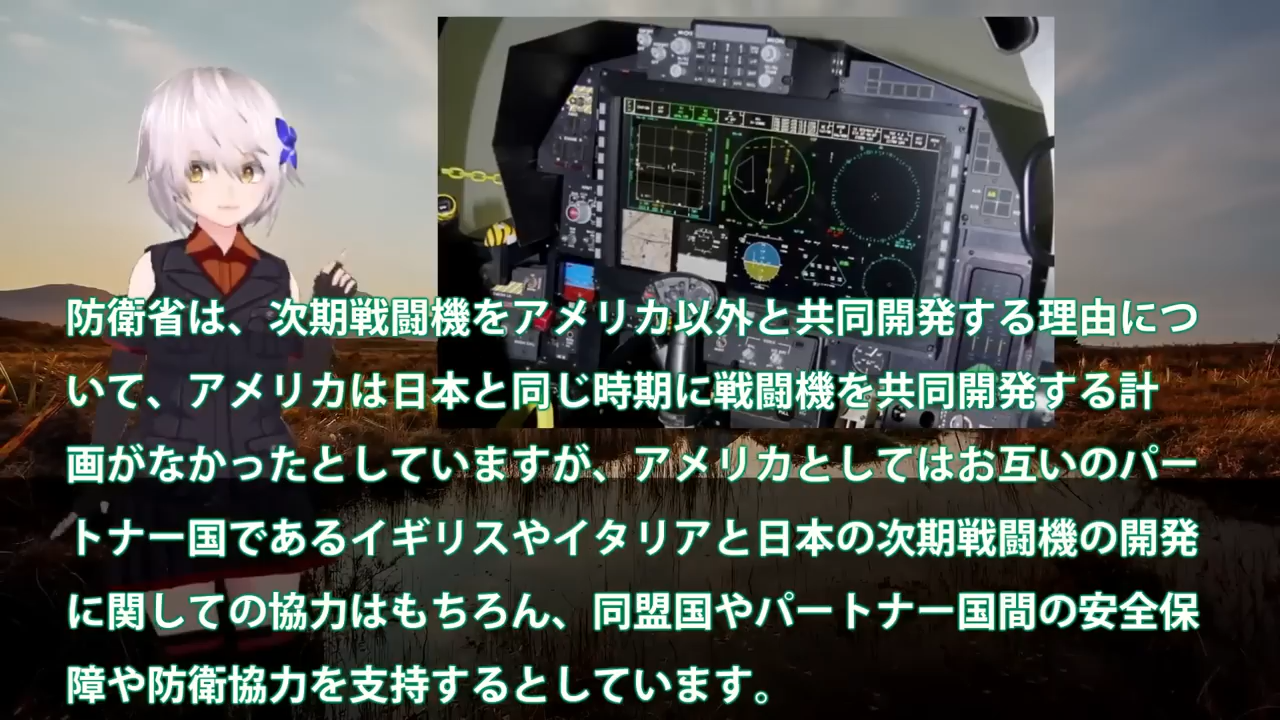 防衛省は、次期戦闘機をアメリカ以外と共同開発する理由につ
いて、アメリカは日本と同じ時期に戦闘機を共同開発する計
画がなかったとしていますが、アメリカとしてはお互いのパー
トナー国であるイギリスやイタリアと日本の次期戦闘機の開発
に関しての協力はもちろん、同盟国やパートナー国間の安全保
障や防衛協力を支持するとしています。